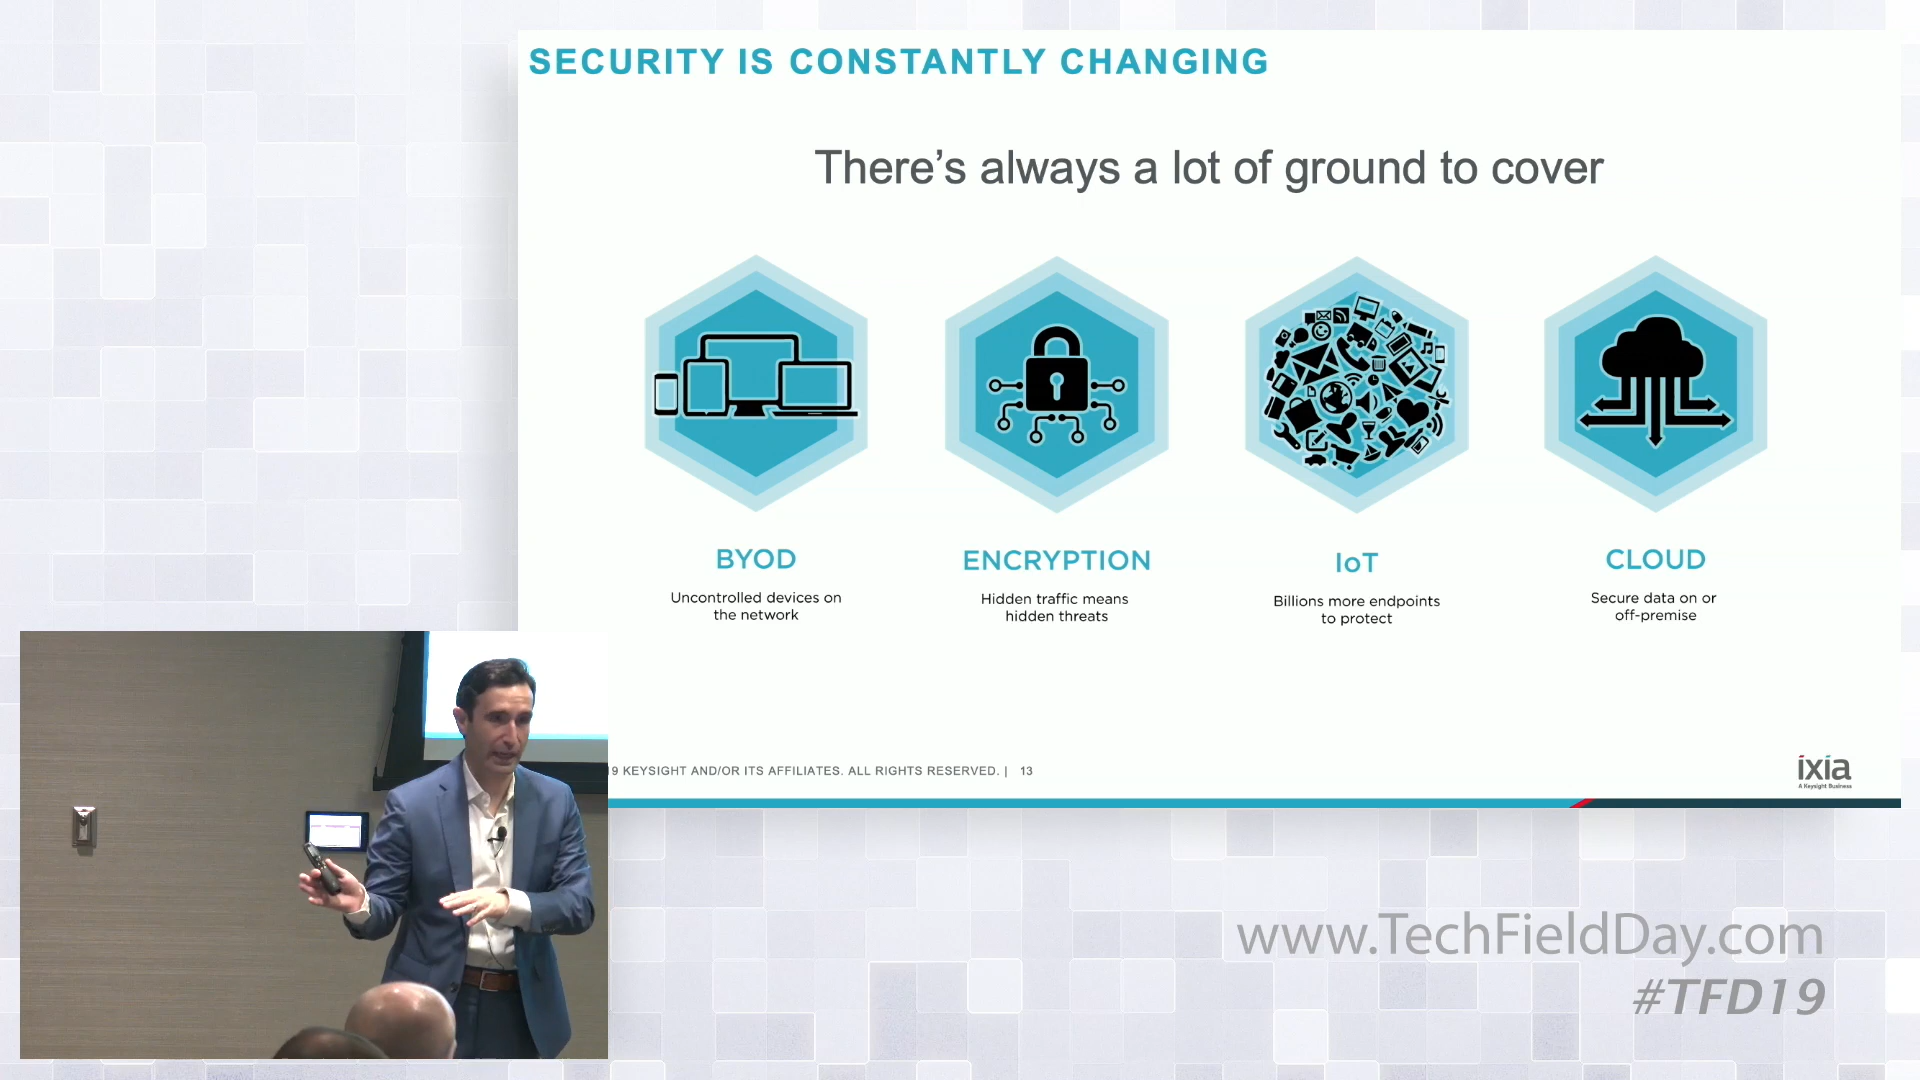 SECURITY IS CONSTANTLY CHANGING
There’s always a lot of ground to cover
BYOD
Uncontrolled devices on
the network
ENCRYPTION
Hidden traffic means
hidden threats
IoT
Billions more endpoints
to protect
CLOUD
Secure data on or
off-premise
9 KEYSIGHT AND/OR ITS AFFILIATES. ALL RIGHTS RESERVED. | 13
ixia
A Keysight Business
www.TechFieldDay.com
#TFD19